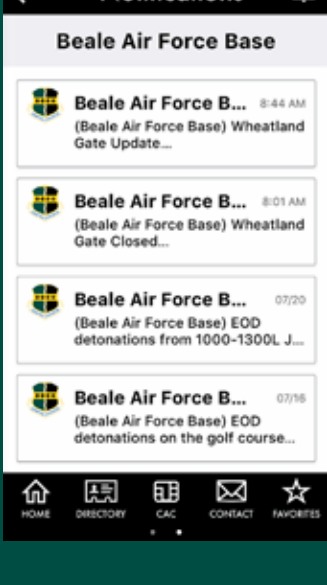 Beale Air Force Base
Beale Air Force B... 8:44 AM
(Beale Air Force Base) Wheatland
Gate Update...
Beale Air Force B... 8:01 AM
(Beale Air Force Base) Wheatland
Gate Closed...
Beale Air Force B... 07/20
(Beale Air Force Base) EOD
detonations from 1000-1300L J...
Beale Air Force B... 07/16
(Beale Air Force Base) EOD
detonations on the golf course...
HOME DIRECTORY CAC CONTACT FAVORITES